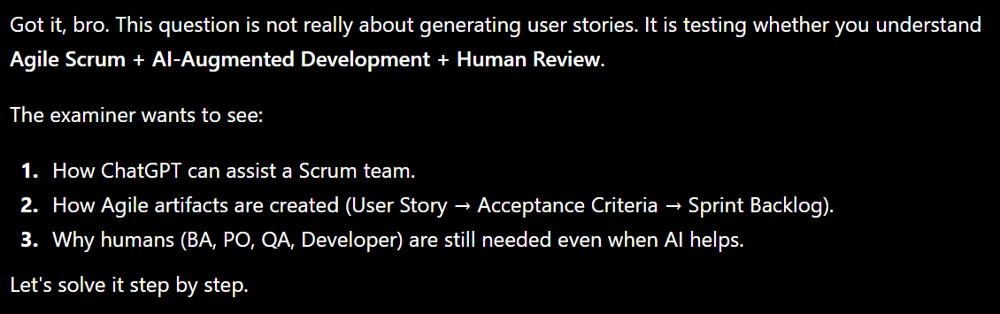 Got it, bro. This question is not really about generating user stories. It is testing whether you understand
Agile Scrum + AI-Augmented Development + Human Review.
The examiner wants to see:
1. How ChatGPT can assist a Scrum team.
2. How Agile artifacts are created (User Story → Acceptance Criteria → Sprint Backlog).
3. Why humans (BA, PO, QA, Developer) are still needed even when AI helps.
Let's solve it step by step.